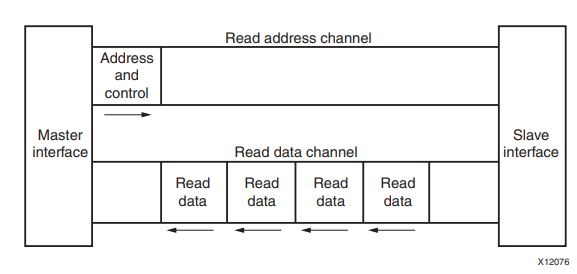 Read address channel
Address
and
control
Master
interface
Slave
interface
Read data channel
Read
data
Read
data
Read
data
Read
data
X12076